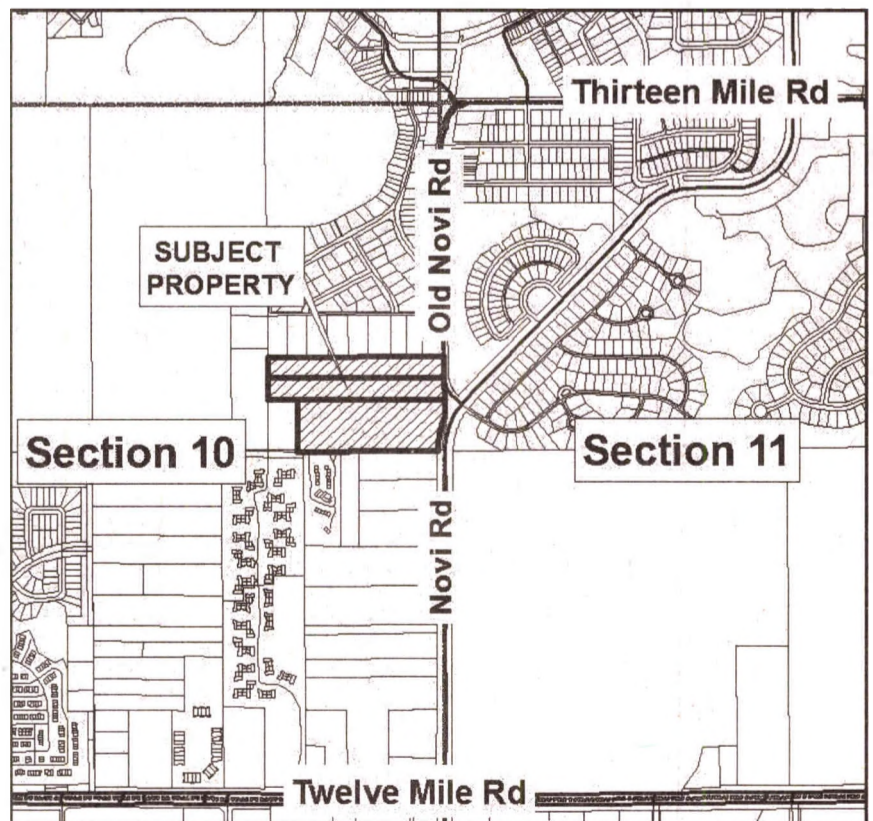 Thirteen Mile Rd
Old Novi Rd
SUBJECT
PROPERTY
Section 10
Section 11
Novi Rd
Twelve Mile Rd